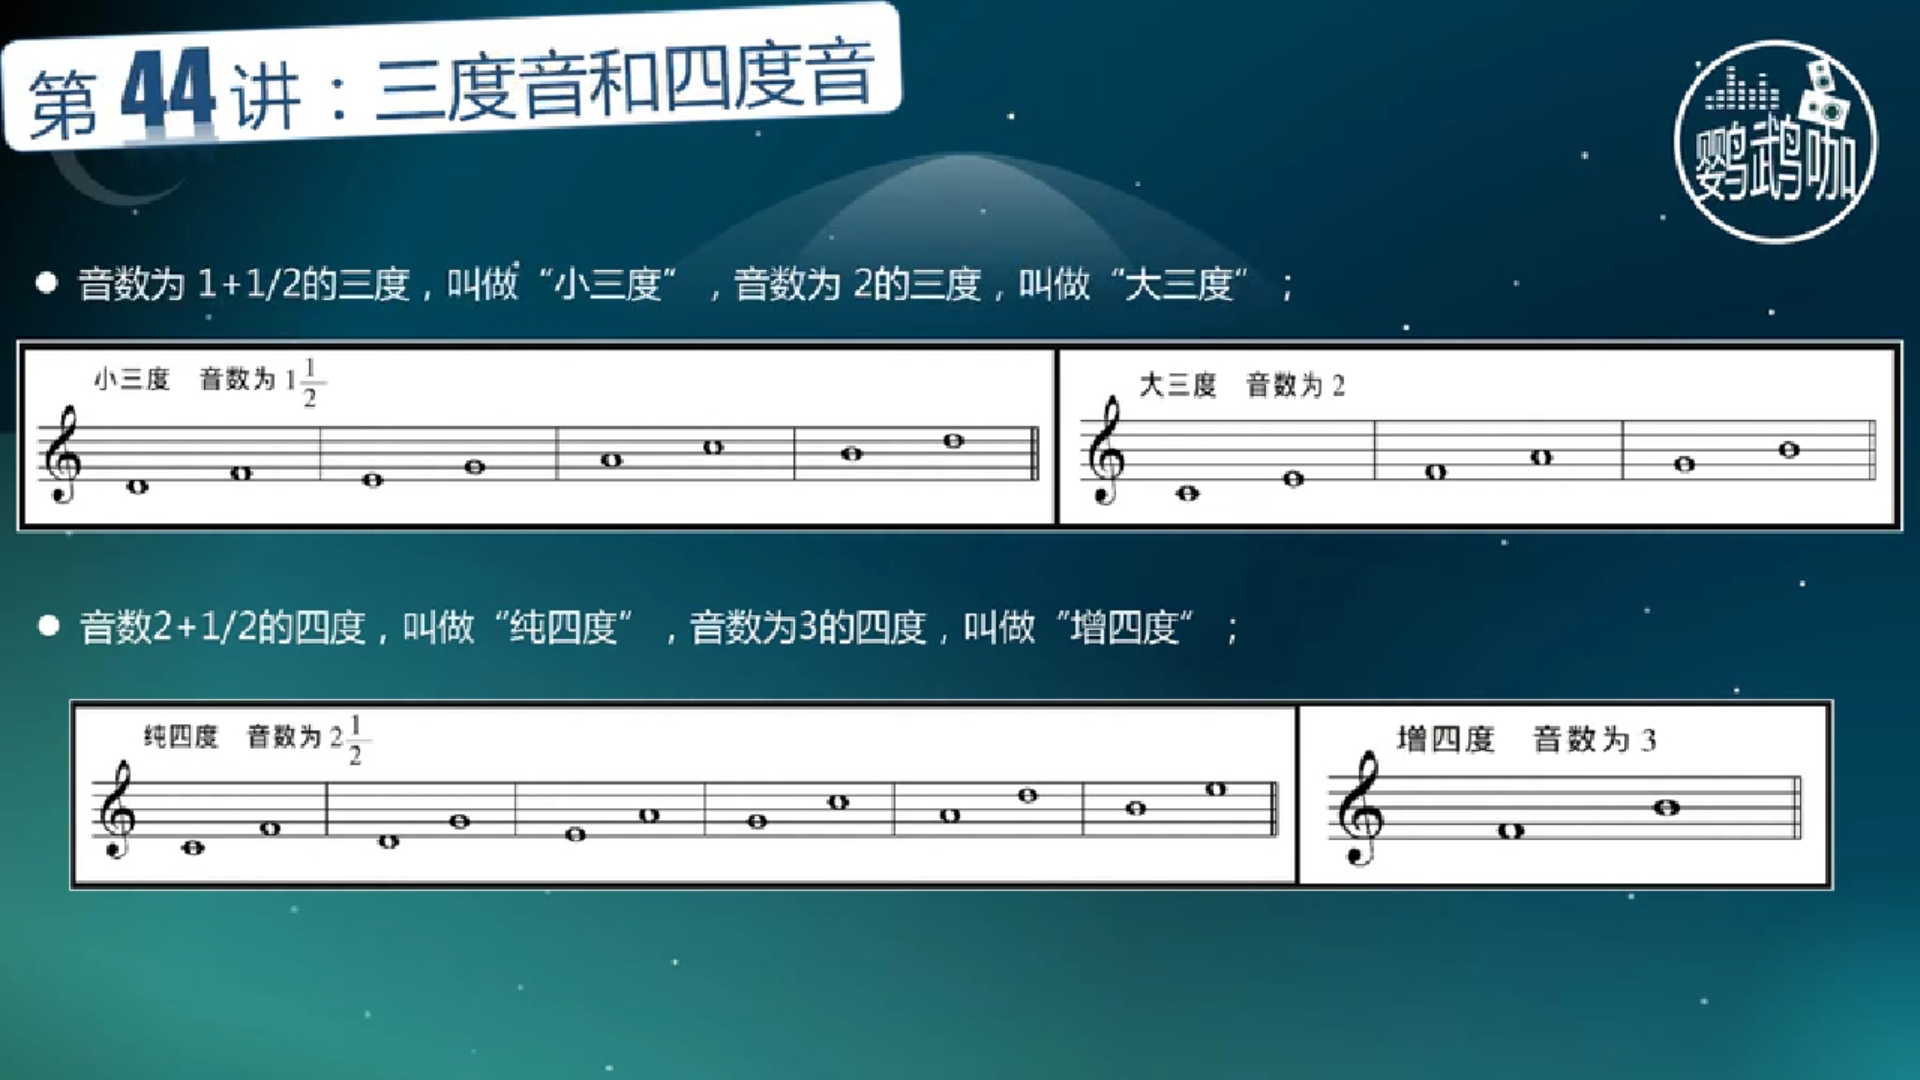 第44讲：三度音和四度音
鹦鹉咖
● 音数为 1+1/2的三度，叫做“小三度”，音数为 2的三度，叫做“大三度”；
小三度 音数为 1 1/2
大三度 音数为 2
● 音数2+1/2的四度，叫做“纯四度”，音数为3的四度，叫做“增四度”；
纯四度 音数为 2 1/2
增四度 音数为 3